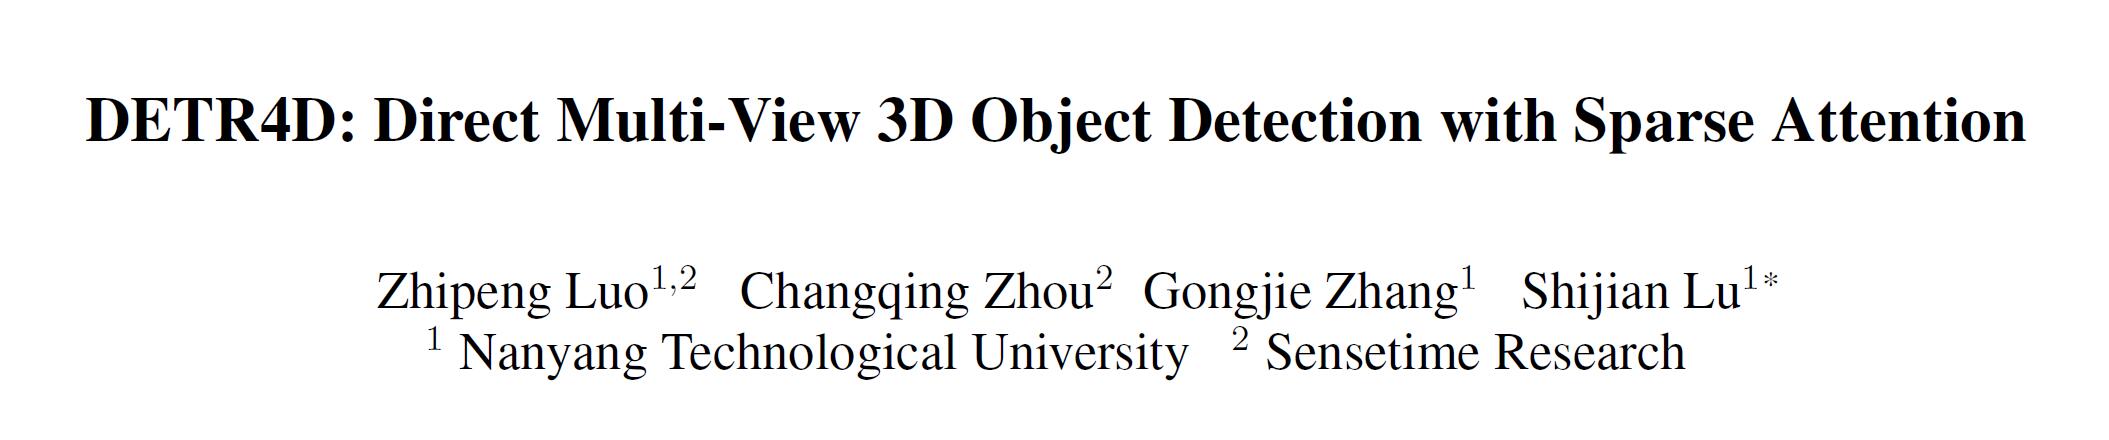 DETR4D: Direct Multi-View 3D Object Detection with Sparse Attention
Zhipeng Luo1,2 Changqing Zhou2 Gongjie Zhang1 Shijian Lu1*
1 Nanyang Technological University 2 Sensetime Research